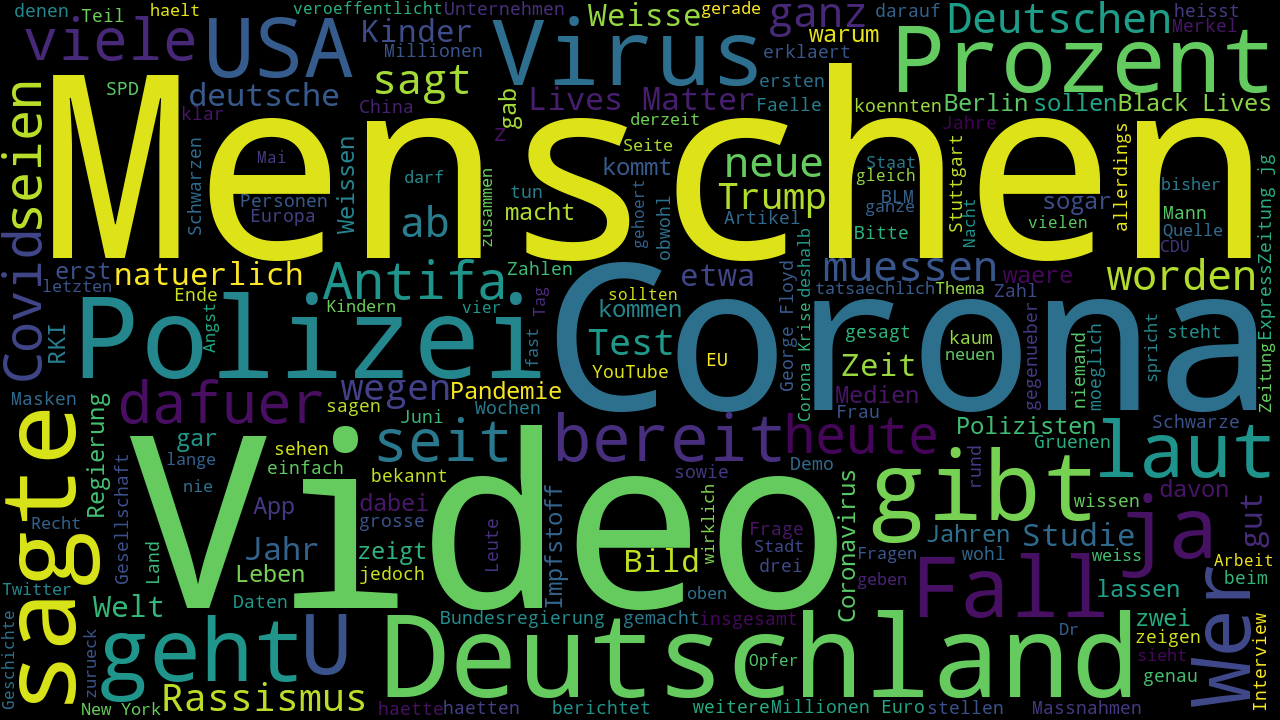 denen
Teil
haelt
veroeffentlicht
Unternehmen
Weisse
gerade
ganz
darauf
Deutschen
heisst
Merkel
viele
USA
Kinder
Millionen
Virus
warum
erklaert
Prozent
SPD
deutsche
sagt
China
klar
gab
z
Lives Matter
derzeit
ersten
Faelle
koennten
Berlin
sollen
Black Lives
Jahre
seien
Menschen
Mai
Schwarzen
Personen
Europa
Weissen
darf
ab
zusammen
tun
macht
Seite
kommt
gehoert
obwohl
neue
Trump
Artikel
Staat
gleich
BLM
ganze
Bitte
Stuttgart
Nacht
sogar
vielen
allerdings
bisher
Mann
Quelle
CDU
ExpressZeitung jg
Covid
erst
letzten
natuerlich
Ende
Antifa
Zahlen
Kindern
vier
Tag
fast
etwa
sollten
kommen
muessen
tatsaechlich
Thema
waere
Zahl
worden
RKI
Polizei
Angst
Corona
Test
YouTube
EU
George Floyd
deshalb
Corona Krise
gesagt
Zeit
kaum
neuen
gegenueber
niemand
moeglich
spricht
steht
Zeitung
Masken
Regierung
dafuer
wegen
Pandemie
sagen
Juni
Wochen
Medien
Frau
Polizisten
Gruenen
Schwarze
sagte
gar
lange
nie
sehen
einfach
seit
bekannt
bereit
heute
sowie
Demo
gibt
rund
laut
wissen
Recht
Gesellschaft
Land
Video
App
dabei
grosse
Jahr
zeigt
jedoch
Leute
Impfstoff
Bild
wirklich
Frage
Stadt
drei
Coronavirus
Jahren
Fragen
wohl
geben
Studie
weiss
ja
davon
gut
Arbeit
beim
Twitter
Geschichte
Welt
Leben
Daten
oben
Fall
lassen
zwei
zeigen
Wer
zurueck
geht
U
Bundesregierung
gemacht
insgesamt
Deutschland
Opfer
Dr
sieht
genau
Interview
New York
Rassismus
haette
haetten
berichtet
weitere
Millionen Euro
stellen
Massnahmen